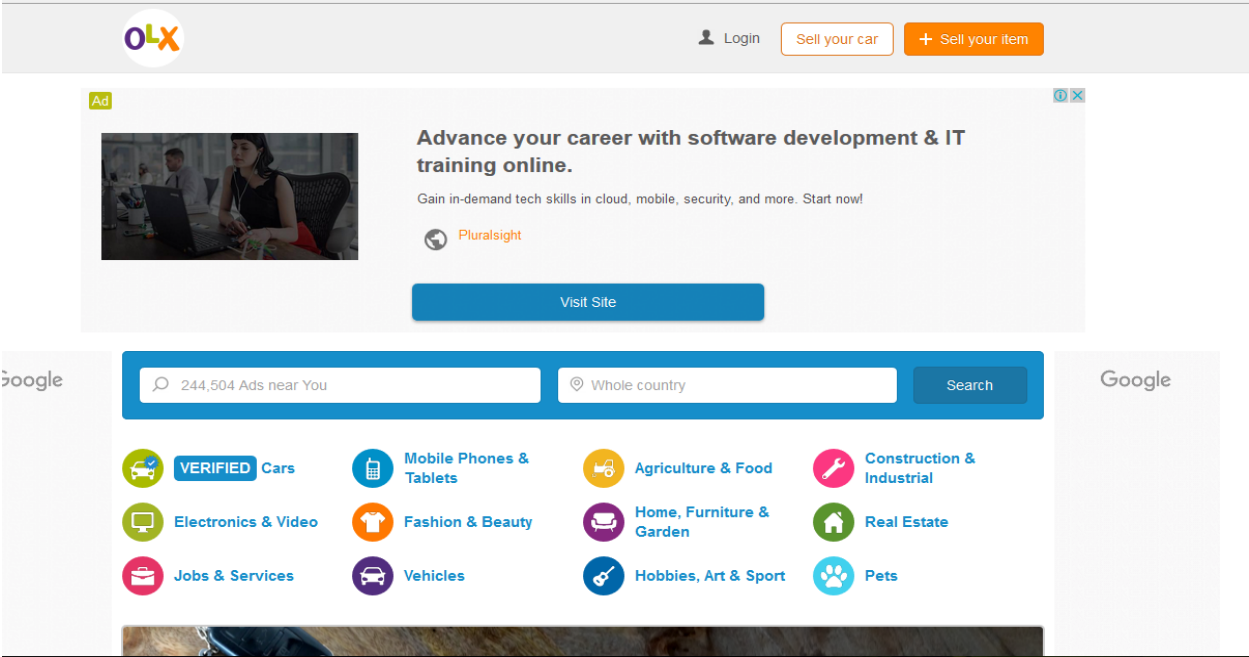 OLX
Login
Sell your car
+ Sell your item
Ad
Advance your career with software development & IT
training online.
Gain in-demand tech skills in cloud, mobile, security, and more. Start now!
Pluralsight
Visit Site
Google
244,504 Ads near You
Whole country
Search
Google
VERIFIED Cars
Mobile Phones &
Tablets
Agriculture & Food
Construction &
Industrial
Electronics & Video
Fashion & Beauty
Home, Furniture &
Garden
Real Estate
Jobs & Services
Vehicles
Hobbies, Art & Sport
Pets